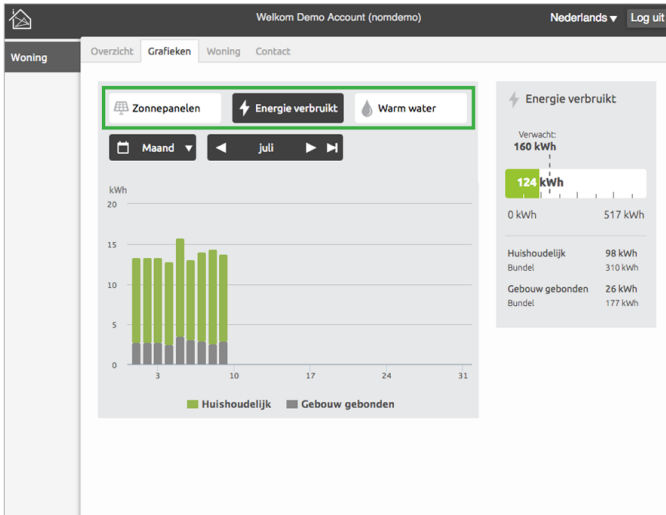 Welkom Demo Account (nomdemo)
Nederlands ▾
Log uit
Woning
Overzicht
Grafieken
Woning
Contact
Zonnepanelen
Energie verbruikt
Warm water
Maand ▾
juli
kWh
20
15
10
5
0
3
10
17
24
31
Huishoudelijk
Gebouw gebonden
Energie verbruikt
Verwacht:
160 kWh
124 kWh
0 kWh
517 kWh
Huishoudelijk 98 kWh
Bundel 310 kWh
Gebouw gebonden 26 kWh
Bundel 177 kWh